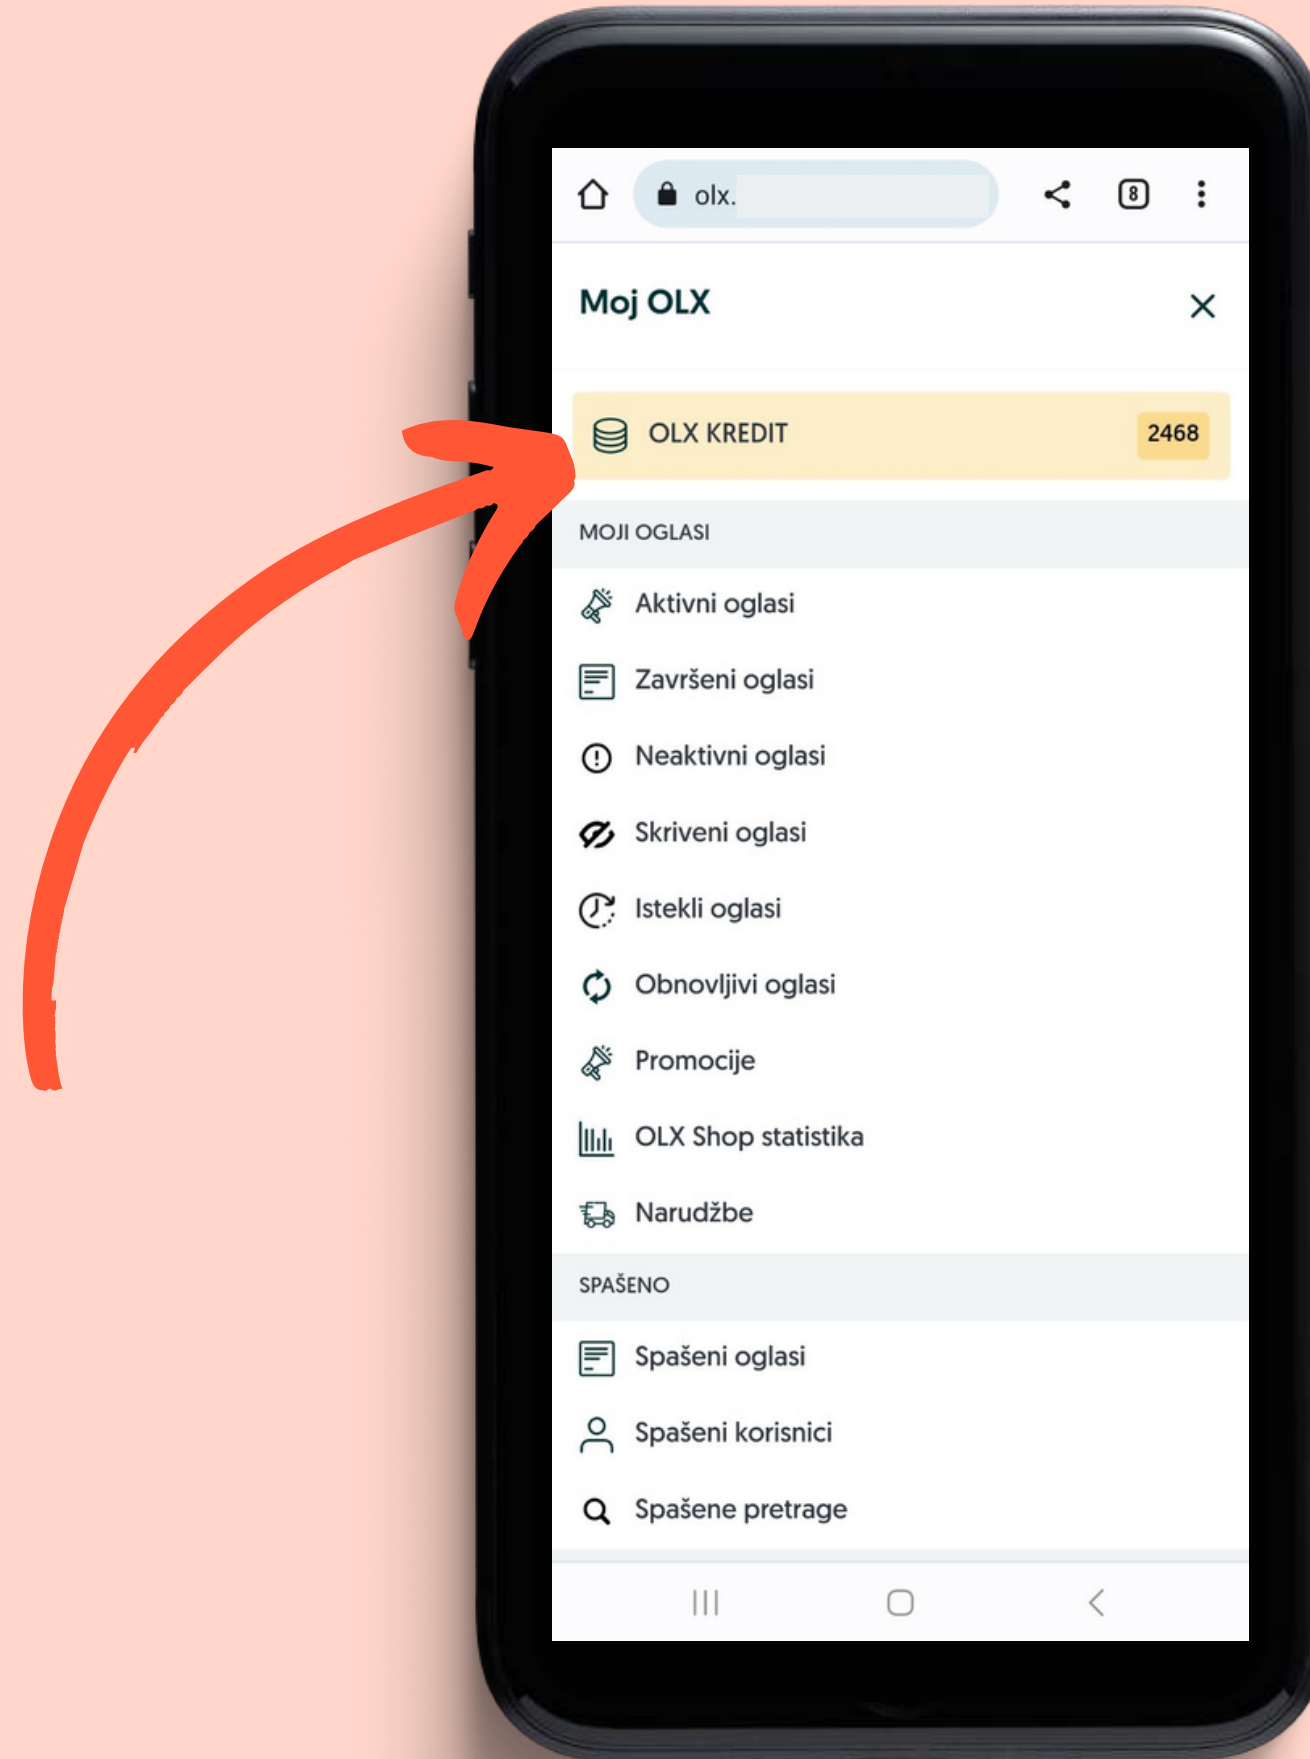 olx.
8
Moj OLX
OLX KREDIT 2468
MOJI OGLASI
Aktivni oglasi
Završeni oglasi
Neaktivni oglasi
Skriveni oglasi
Istekli oglasi
Obnovljivi oglasi
Promocije
OLX Shop statistika
Narudžbe
SPAŠENO
Spašeni oglasi
Spašeni korisnici
Spašene pretrage